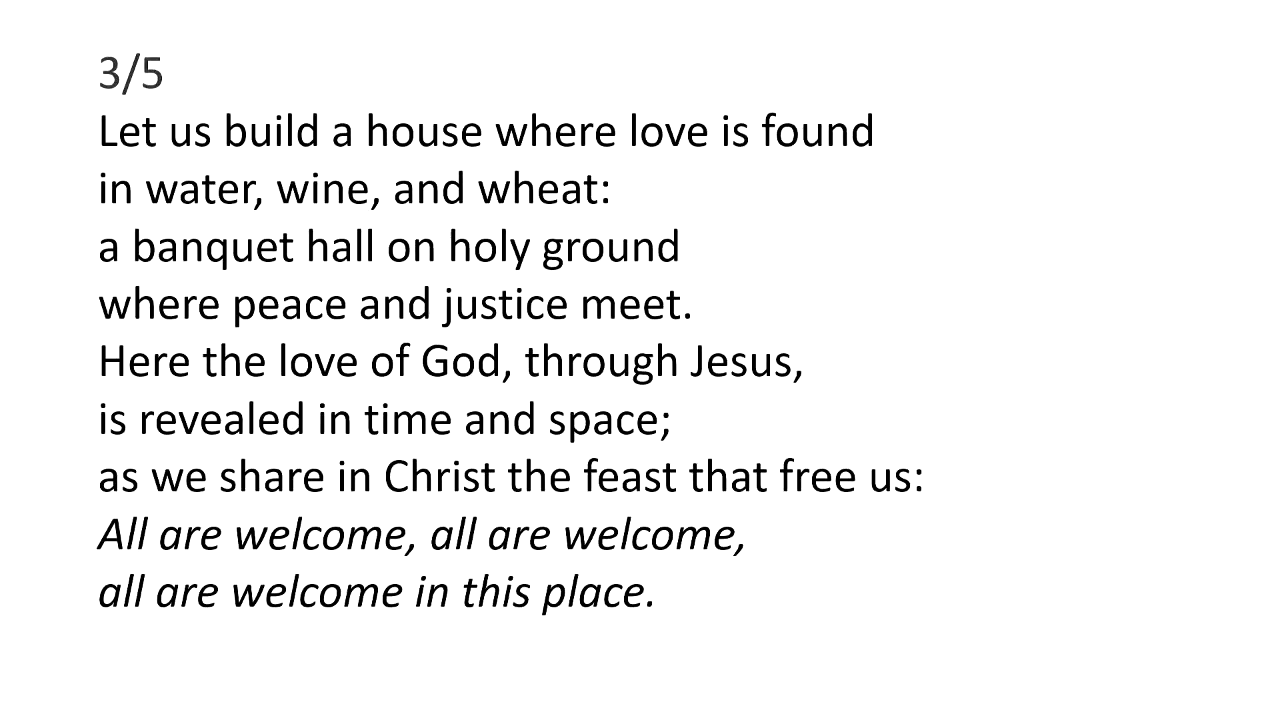 3/5
Let us build a house where love is found
in water, wine, and wheat:
a banquet hall on holy ground
where peace and justice meet.
Here the love of God, through Jesus,
is revealed in time and space;
as we share in Christ the feast that free us:
All are welcome, all are welcome,
all are welcome in this place.